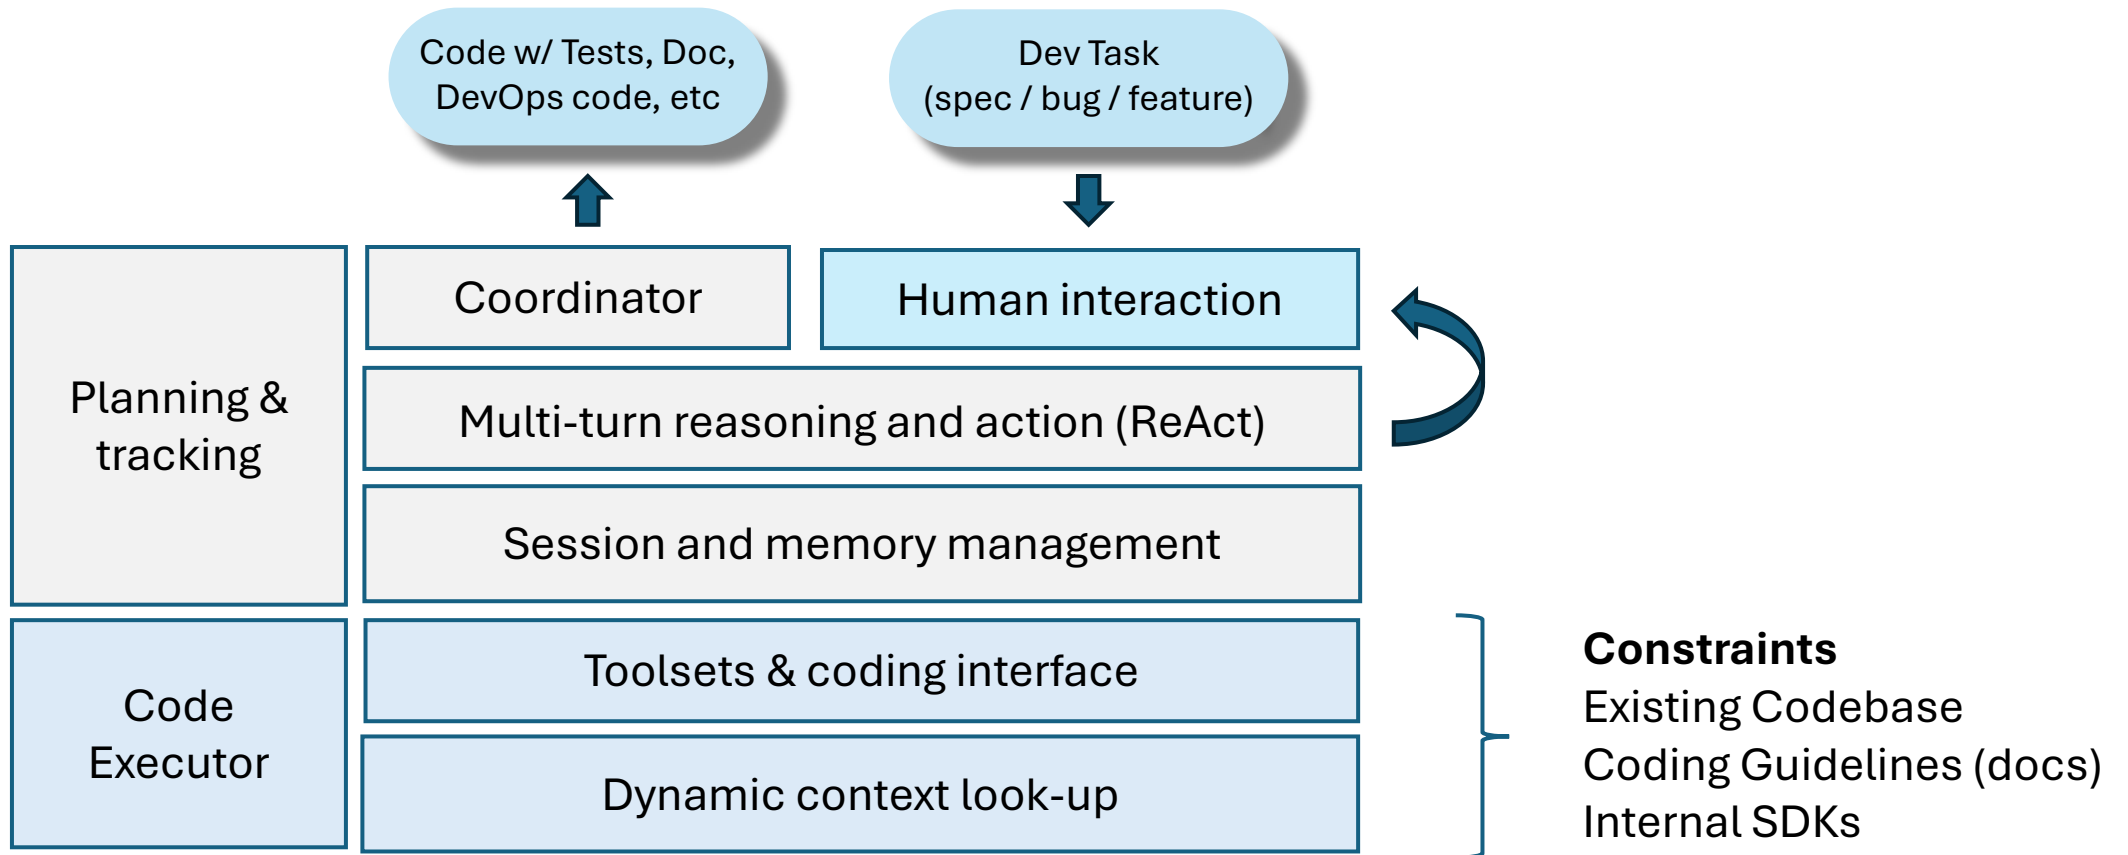 Code w/ Tests, Doc,
DevOps code, etc
Dev Task
(spec / bug / feature)
Planning &
tracking
Coordinator
Human interaction
Multi-turn reasoning and action (ReAct)
Session and memory management
Code
Executor
Toolsets & coding interface
Dynamic context look-up
Constraints
Existing Codebase
Coding Guidelines (docs)
Internal SDKs